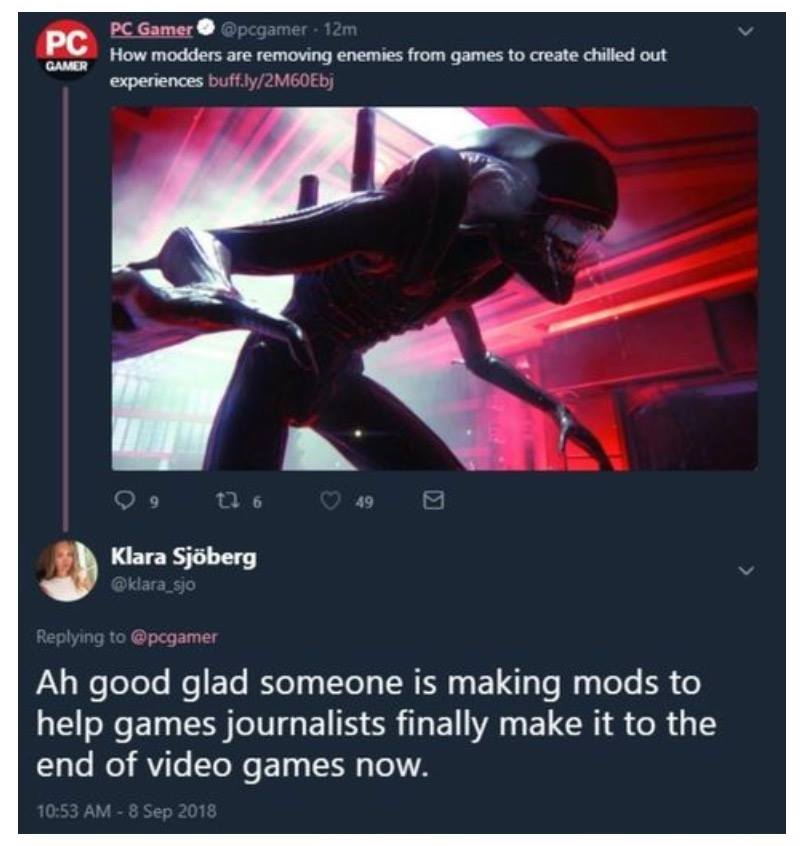 PC GAMER
PC Gamer @pcgamer · 12m
How modders are removing enemies from games to create chilled out
experiences buff.ly/2M60Ebj
9 6 49
Klara Sjöberg
@klara_sjo
Replying to @pcgamer
Ah good glad someone is making mods to
help games journalists finally make it to the
end of video games now.
10:53 AM - 8 Sep 2018